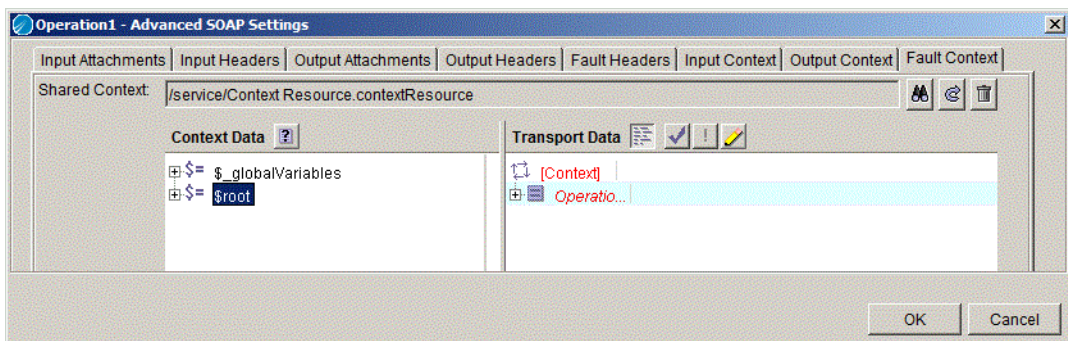 Operation1 - Advanced SOAP Settings
Input Attachments Input Headers Output Attachments Output Headers Fault Headers Input Context Output Context Fault Context
Shared Context: /service/Context Resource.contextResource
Context Data ? Transport Data
$= $_globalVariables [Context]
$= $root Operatio...
OK Cancel